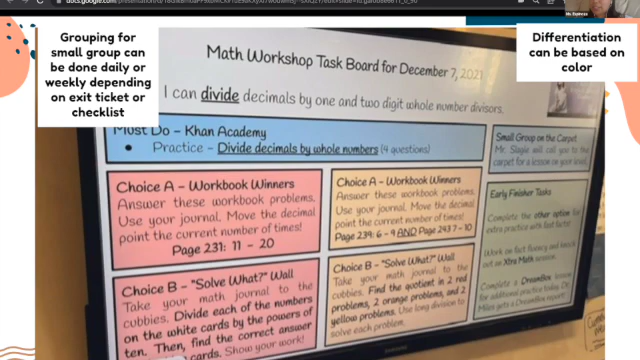 Grouping for
small group can
be done daily or
weekly depending
on exit ticket or
checklist
Differentiation
can be based on
color
Math Workshop Task Board for December 7, 2021
I can divide decimals by one and two digit whole number divisors.
Must Do - Khan Academy
• Practice - Divide decimals by whole numbers (4 questions)
Small Group on the Carpet
Mr. Slagle will call you to the
carpet for a lesson on your level.
Choice A - Workbook Winners
Answer these workbook problems.
Use your journal. Move the decimal
point the current number of times!
Page 231: 11 - 20
Choice A - Workbook Winners
Answer these workbook problems.
Use your journal. Move the decimal
point the current number of times!
Page 239: 6 - 9 AND Page 243 7 - 10
Early Finisher Tasks
Complete the other option for
extra practice with fast facts!
Work on fact fluency and knock
out an Xtra Math session.
Complete a DreamBox lesson
for additional practice today. Dr.
Miles gets a DreamBox report!
Choice B - "Solve What?" Wall
Take your math journal to the
cubbies. Divide each of the numbers
on the white cards by the powers of
ten. Then, find the correct answer
cards. Show your work!
Choice B - "Solve What?" Wall
Take your math journal to the
cubbies. Find the quotient in 2 red
problems, 2 orange problems, and 2
yellow problems. Use long division to
solve each problem.